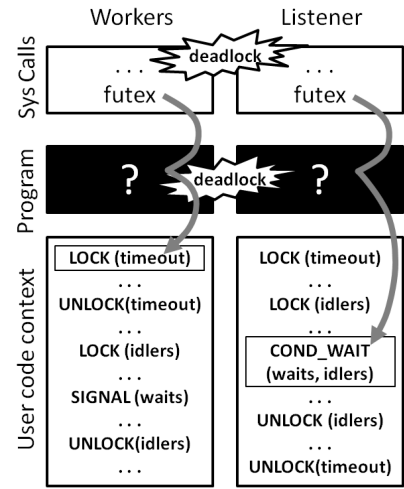 Workers
Listener
Sys Calls
. . .
futex
deadlock
. . .
futex
Program
?
deadlock
?
User code context
LOCK (timeout)
. . .
UNLOCK(timeout)
. . .
LOCK (idlers)
. . .
SIGNAL (waits)
. . .
UNLOCK(idlers)
. . .
LOCK (timeout)
. . .
LOCK (idlers)
. . .
COND_WAIT
(waits, idlers)
. . .
UNLOCK (idlers)
. . .
UNLOCK(timeout)